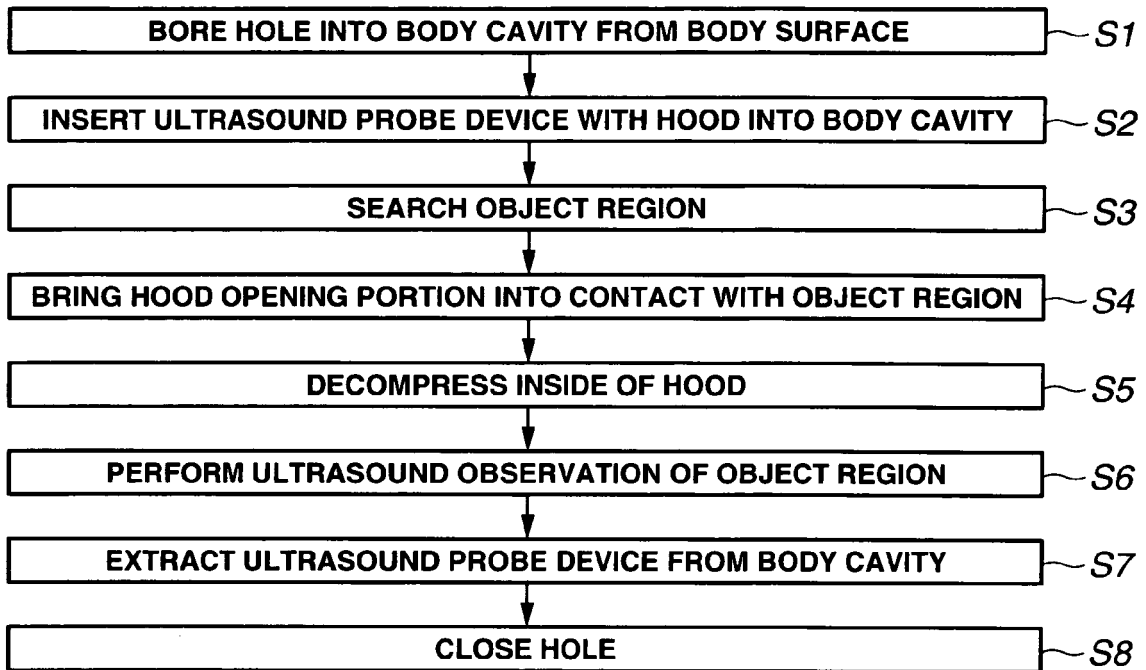 BORE HOLE INTO BODY CAVITY FROM BODY SURFACE S1
INSERT ULTRASOUND PROBE DEVICE WITH HOOD INTO BODY CAVITY S2
SEARCH OBJECT REGION S3
BRING HOOD OPENING PORTION INTO CONTACT WITH OBJECT REGION S4
DECOMPRESS INSIDE OF HOOD S5
PERFORM ULTRASOUND OBSERVATION OF OBJECT REGION S6
EXTRACT ULTRASOUND PROBE DEVICE FROM BODY CAVITY S7
CLOSE HOLE S8